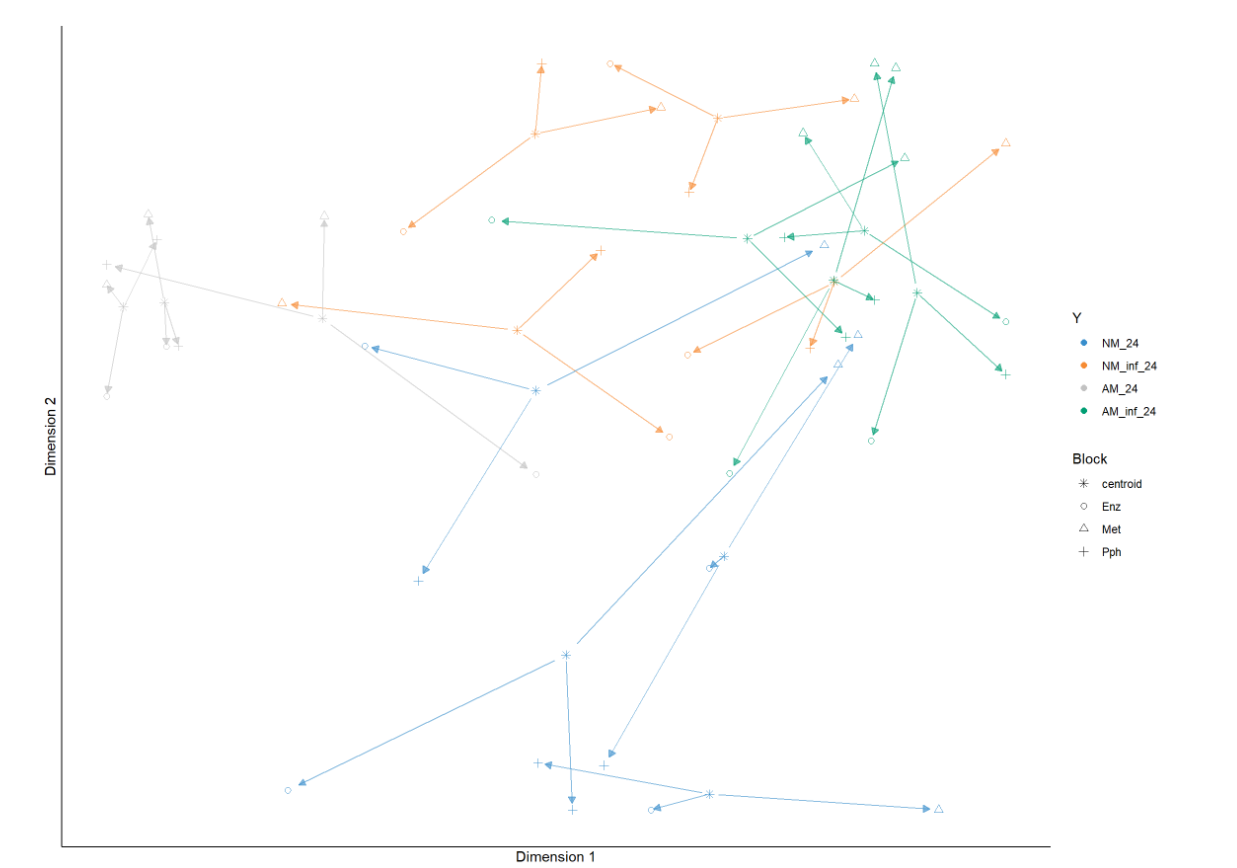 Dimension 2
Dimension 1
Y
NM_24
NM_inf_24
AM_24
AM_inf_24
Block
centroid
Enz
Met
Pph